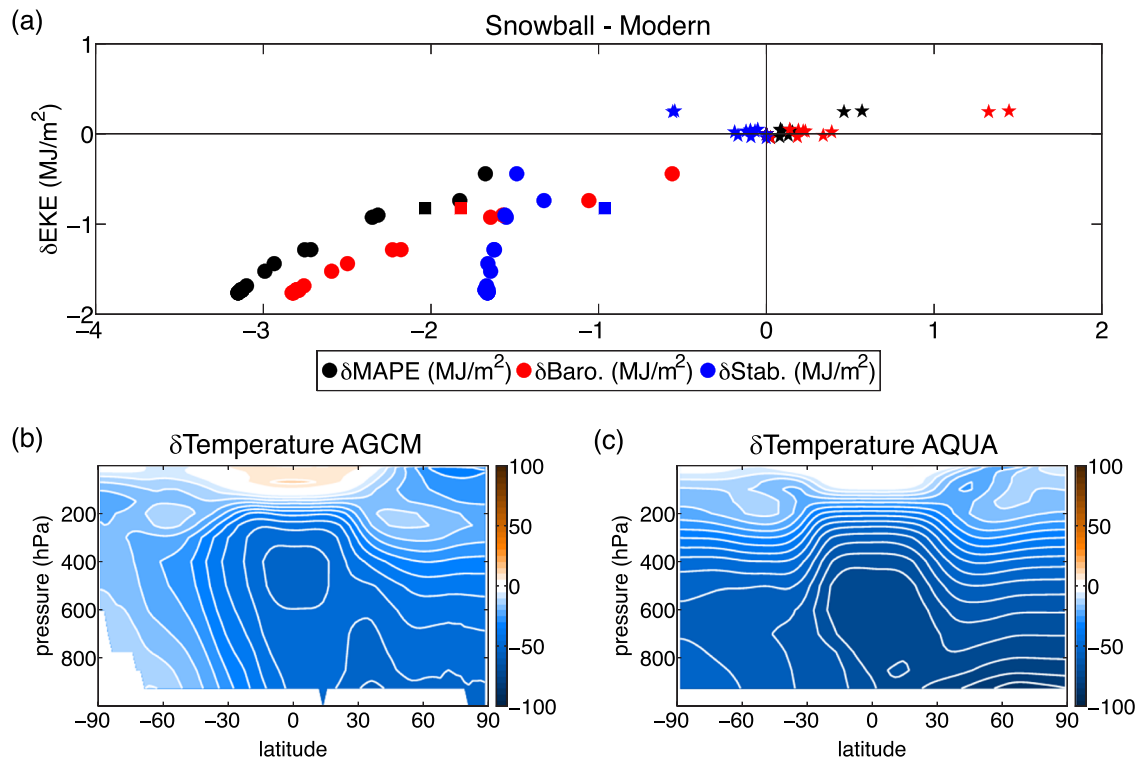 (a)
Snowball - Modern
δEKE (MJ/m²)
1
0
−1
−2
−4 −3 −2 −1 0 1 2
δMAPE (MJ/m²) δBaro. (MJ/m²) δStab. (MJ/m²)
(b) δTemperature AGCM
pressure (hPa)
200
400
600
800
−90 −60 −30 0 30 60 90
latitude
100
50
0
−50
−100
(c) δTemperature AQUA
pressure (hPa)
200
400
600
800
−90 −60 −30 0 30 60 90
latitude
100
50
0
−50
−100